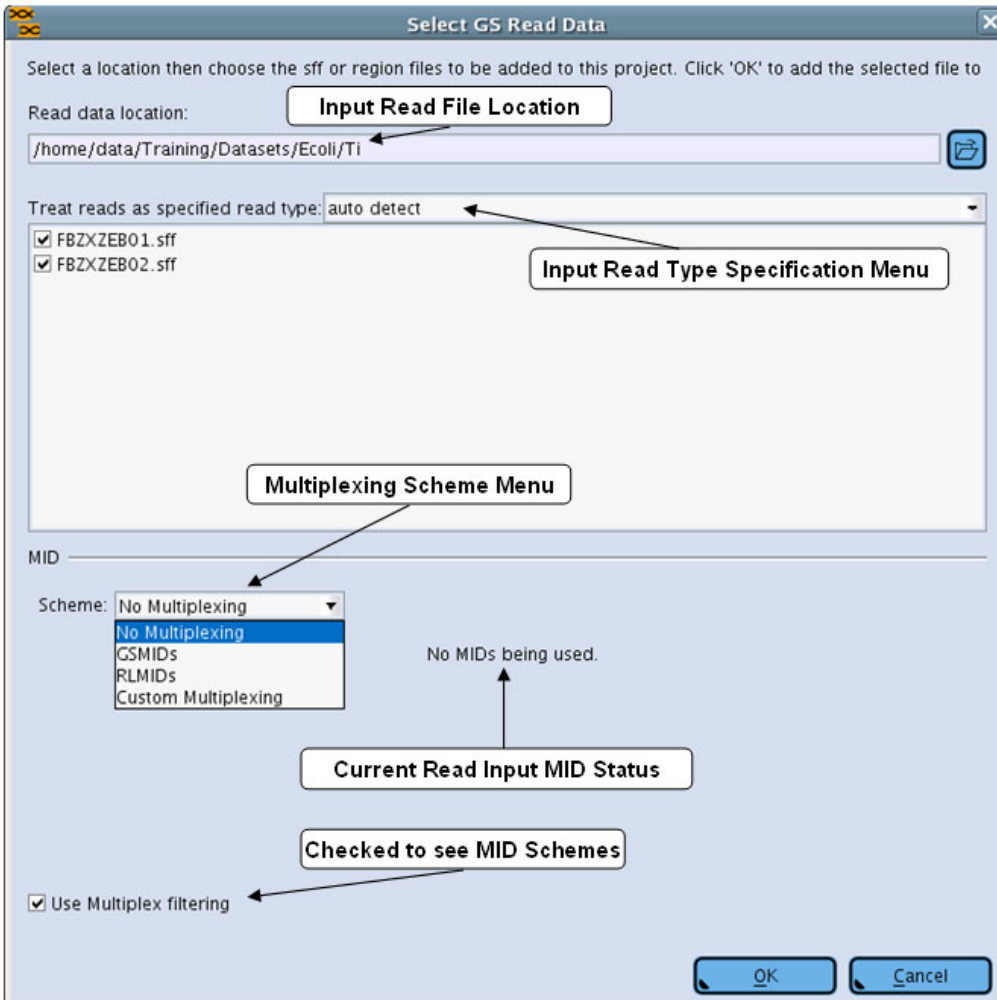 Select GS Read Data
Select a location then choose the sff or region files to be added to this project. Click 'OK' to add the selected file to
Read data location:
Input Read File Location
/home/data/Training/Datasets/Ecoli/Ti
Treat reads as specified read type: auto detect
FBZXZEB01.sff
FBZXZEB02.sff
Input Read Type Specification Menu
Multiplexing Scheme Menu
MID
Scheme: No Multiplexing
No Multiplexing
GSMIDs
RLMIDs
Custom Multiplexing
No MIDs being used.
Current Read Input MID Status
Checked to see MID Schemes
Use Multiplex filtering
OK
Cancel